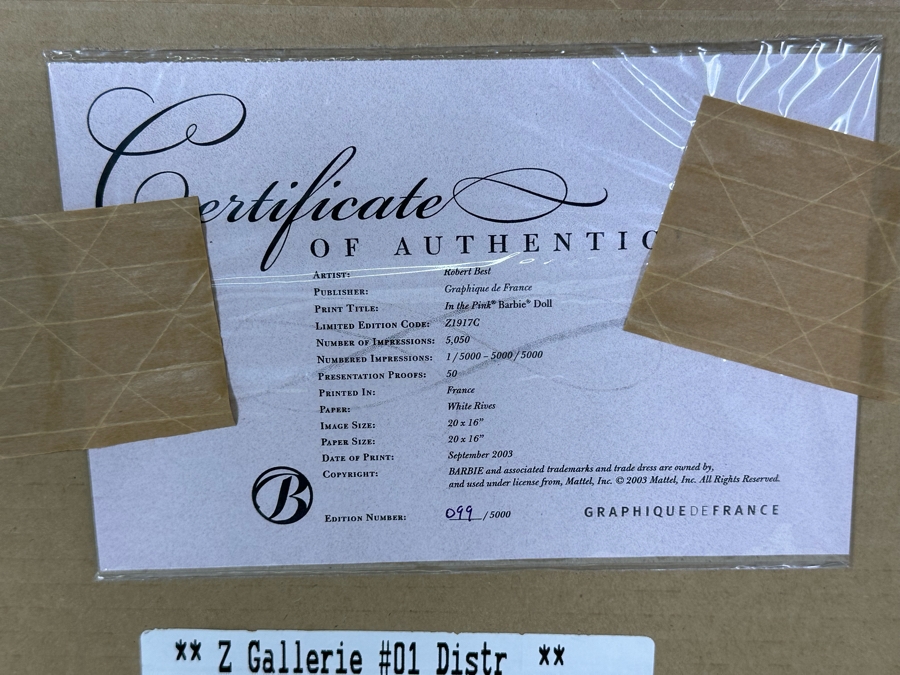 Certificate
OF AUTHENTIC
ARTIST: Robert Best
PUBLISHER: Graphique de France
PRINT TITLE: In the Pink® Barbie® Doll
LIMITED EDITION CODE: Z1917C
NUMBER OF IMPRESSIONS: 5,050
NUMBERED IMPRESSIONS: 1 / 5000 – 5000 / 5000
PRESENTATION PROOFS: 50
PRINTED IN: France
PAPER: White Rives
IMAGE SIZE: 20 x 16”
PAPER SIZE: 20 x 16”
DATE OF PRINT: September 2003
COPYRIGHT: BARBIE and associated trademarks and trade dress are owned by,
and used under license from, Mattel, Inc. © 2003 Mattel, Inc. All Rights Reserved.
B
EDITION NUMBER: 099 / 5000
GRAPHIQUEDEFRANCE
** Z Gallerie #01 Distr **